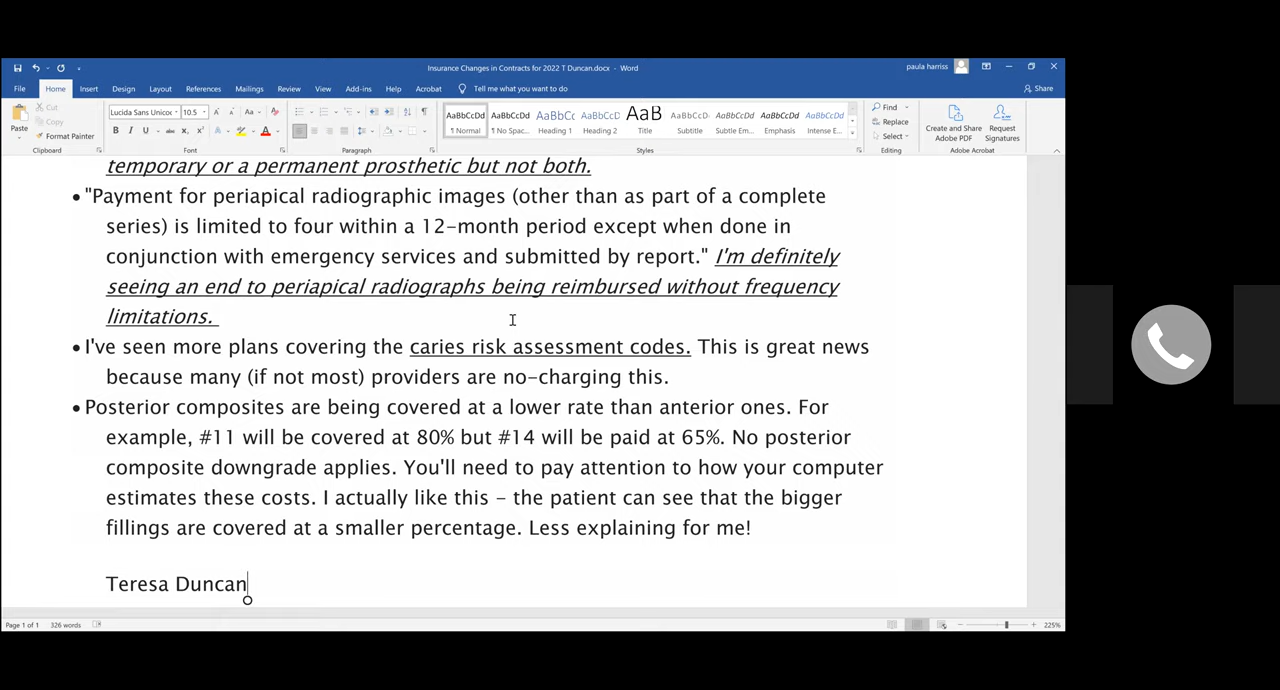 Insurance Changes in Contracts for 2022 T Duncan.docx - Word
paula harriss
File Home Insert Design Layout References Mailings Review View Add-ins Help Acrobat Tell me what you want to do Share
Paste
Cut
Copy
Format Painter
Clipboard
Lucida Sans Unicoc 10.5
B I U
Font
Paragraph
AaBbCcDd AaBbCcDd AaBbCc AaBbCcD AaB AaBbCcD AaBbCcDd AaBbCcDd AaBbCcDd
¶ Normal ¶ No Spac... Heading 1 Heading 2 Title Subtitle Subtle Em... Emphasis Intense E...
Styles
Find
Replace
Select
Editing
Create and Share Adobe PDF
Request Signatures
Adobe Acrobat
temporary or a permanent prosthetic but not both.
• "Payment for periapical radiographic images (other than as part of a complete
series) is limited to four within a 12-month period except when done in
conjunction with emergency services and submitted by report." I'm definitely
seeing an end to periapical radiographs being reimbursed without frequency
limitations.
• I've seen more plans covering the caries risk assessment codes. This is great news
because many (if not most) providers are no-charging this.
• Posterior composites are being covered at a lower rate than anterior ones. For
example, #11 will be covered at 80% but #14 will be paid at 65%. No posterior
composite downgrade applies. You'll need to pay attention to how your computer
estimates these costs. I actually like this - the patient can see that the bigger
fillings are covered at a smaller percentage. Less explaining for me!
Teresa Duncan
Page 1 of 1 326 words
225%